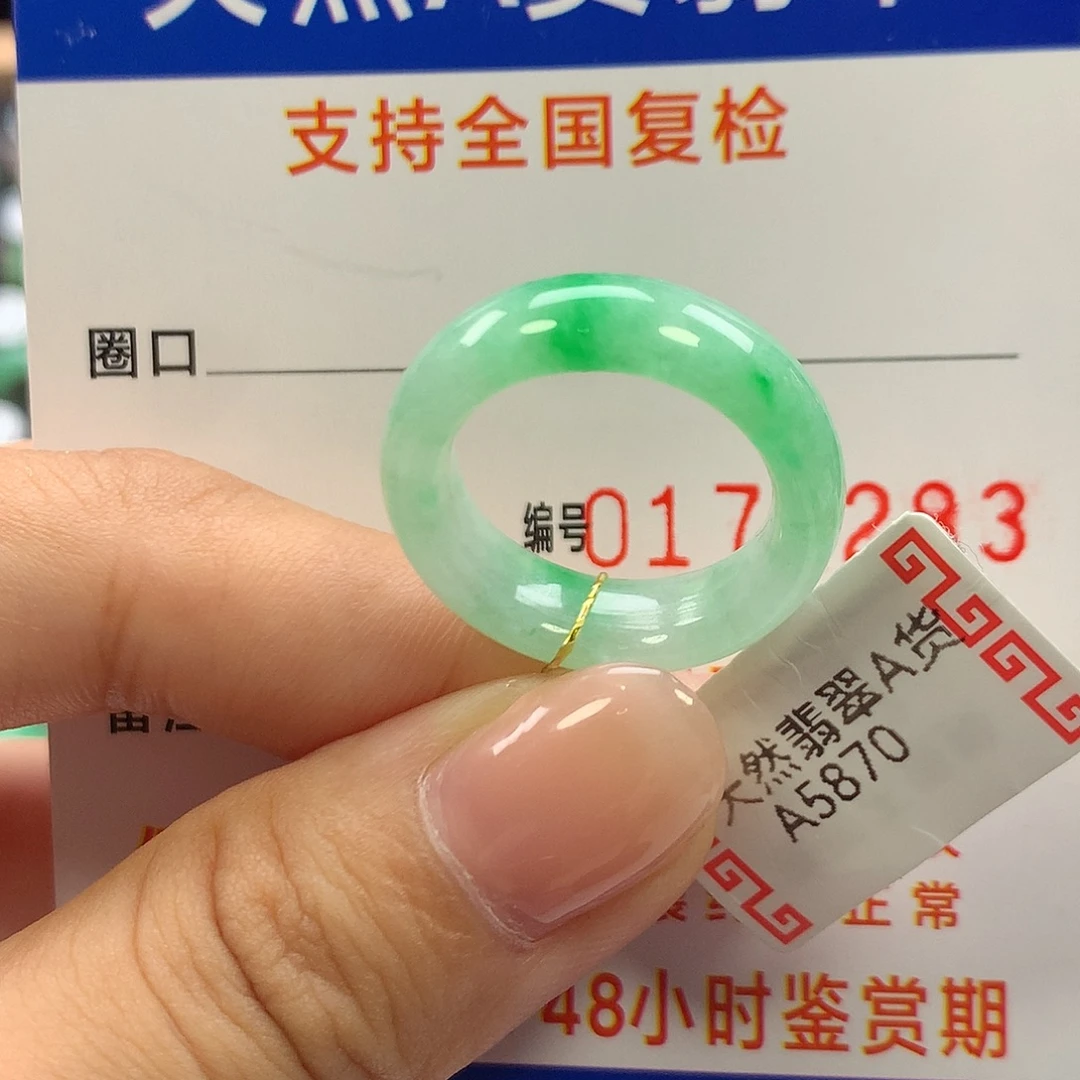 支持全国复检
圈口
编号017
283
天然翡翠A货
A5870
正常
48小时鉴赏期